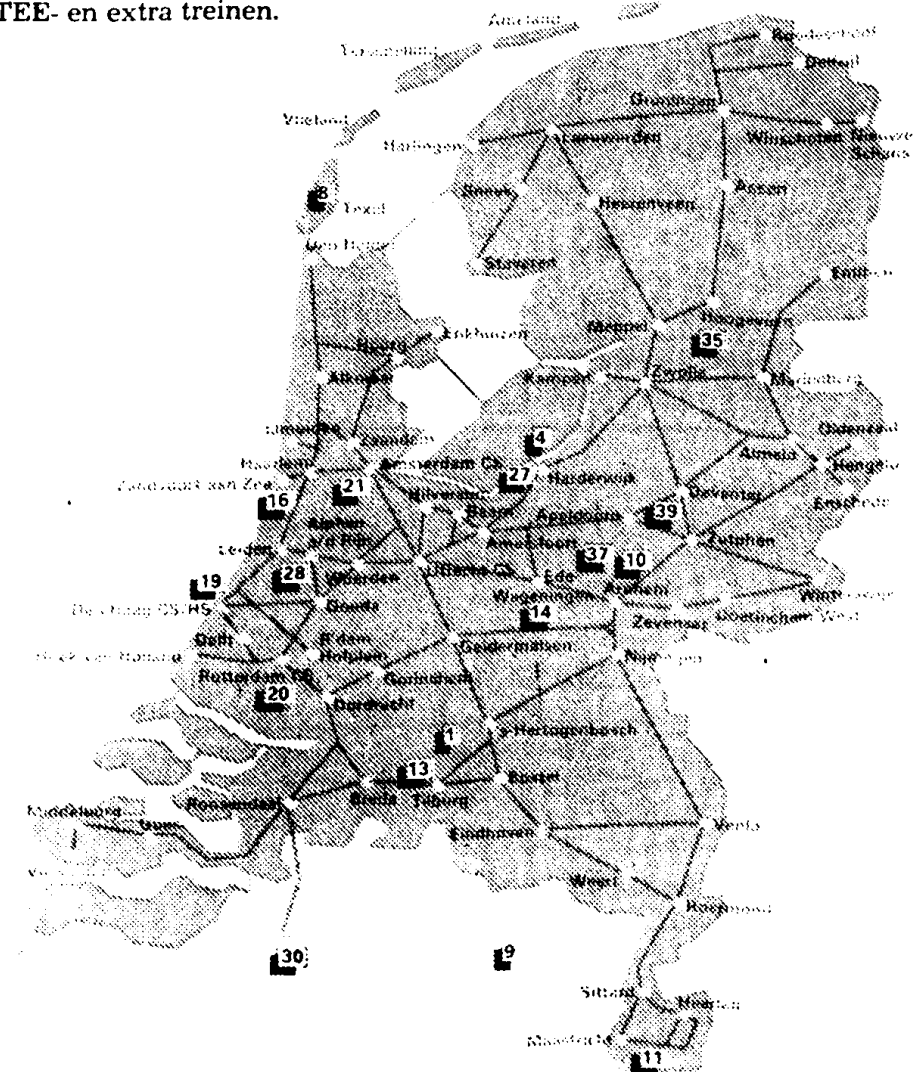 TEE- en extra treinen.
Ameland
Terschelling
Roodeschool
Delfzijl
Vlieland
Groningen
Harlingen
Leeuwarden
Winschoten
Nieuwe
Schans
8
Texel
Sneek
Heerenveen
Assen
Den Helder
Stavoren
Emmen
Meppel
Hoogeveen
Enkhuizen
Hoorn
35
Alkmaar
Kampen
Zwolle
Mariënberg
IJmuiden
Zaandam
4
Almelo
Oldenzaal
Haarlem
Amsterdam CS
27
Harderwijk
Hengelo
Zandvoort aan Zee
16
21
Hilversum
Deventer
Enschede
Alphen
a/d Rijn
Baarn
Apeldoorn
39
Leiden
Amersfoort
Zutphen
28
Woerden
Utrecht CS
37
10
19
Ede
Wageningen
Arnhem
Winterswijk
Den Haag CS/HS
Gouda
14
Zevenaar
Doetinchem West
Delft
R'dam
Hofplein
Geldermalsen
Hoek van Holland
Nijmegen
Rotterdam CS
Gorinchem
20
Dordrecht
1
's-Hertogenbosch
13
Boxtel
Roosendaal
Breda
Tilburg
Middelburg
Goes
Eindhoven
Venlo
Weert
Roermond
30
9
Sittard
Heerlen
Maastricht
11